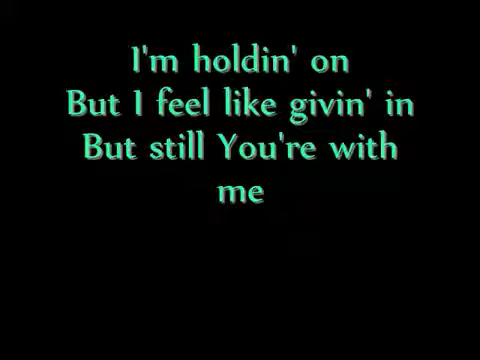 I'm holdin' on
But I feel like givin' in
But still You're with
me